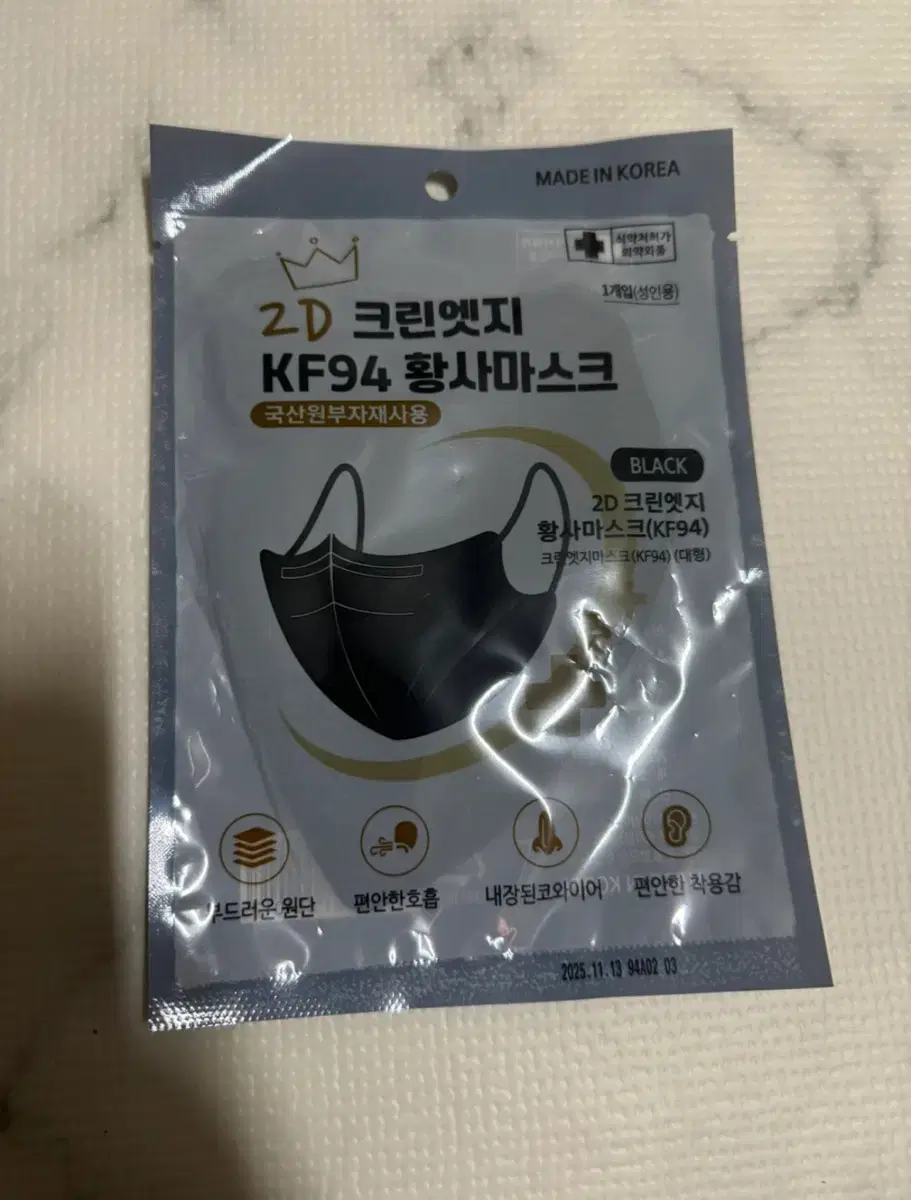 MADE IN KOREA
식약처허가
의약외품
1개입(성인용)
2D 크린엣지
KF94 황사마스크
국산원부자재사용
BLACK
2D 크린엣지
황사마스크(KF94)
크린엣지마스크(KF94) (대형)
부드러운 원단
편안한호흡
내장된코와이어
편안한 착용감
2025.11.13 94A02 03